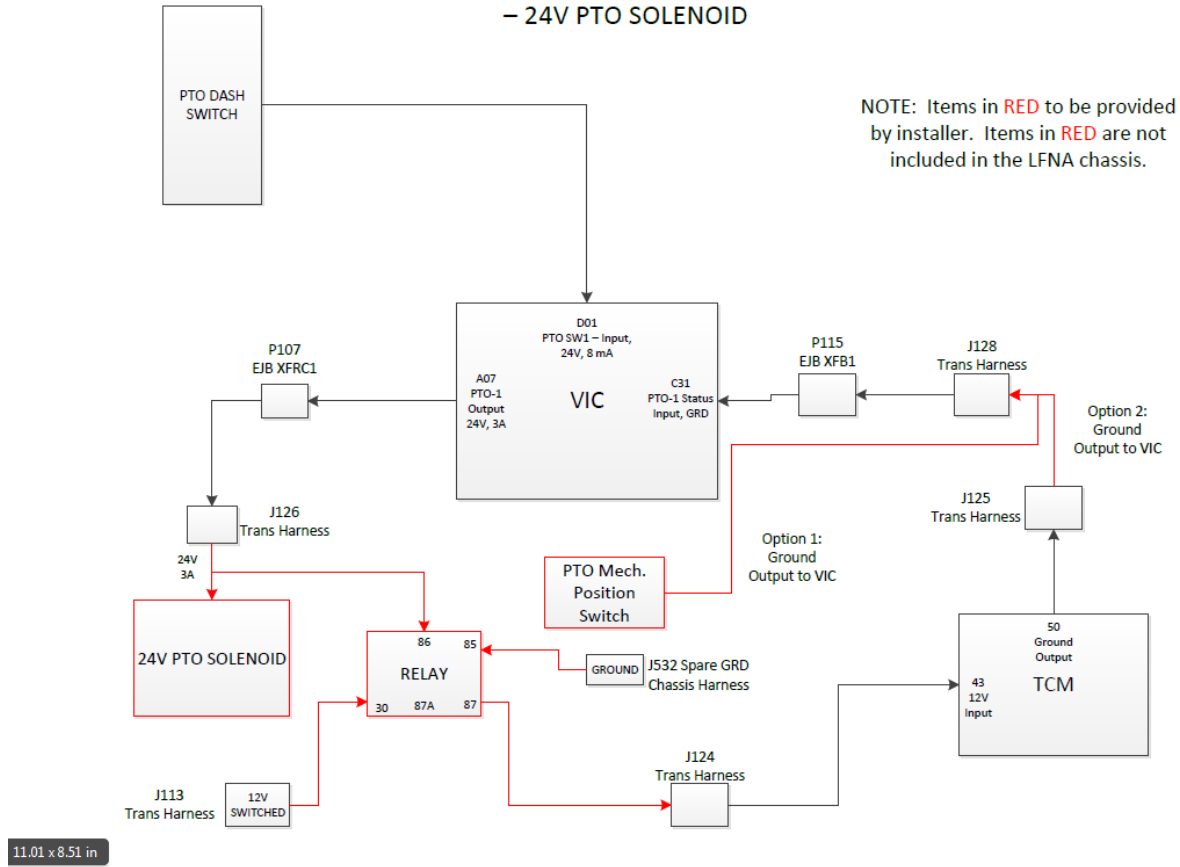 – 24V PTO SOLENOID
PTO DASH
SWITCH
NOTE: Items in RED to be provided
by installer. Items in RED are not
included in the LFNA chassis.
D01
PTO SW1 – Input,
24V, 8 mA
VIC
A07
PTO-1
Output
24V, 3A
C31
PTO-1 Status
Input, GRD
P107
EJB XFRC1
P115
EJB XFB1
J128
Trans Harness
Option 2:
Ground
Output to VIC
J126
Trans Harness
J125
Trans Harness
24V
3A
Option 1:
Ground
Output to VIC
PTO Mech.
Position
Switch
24V PTO SOLENOID
86
85
RELAY
30
87A
87
GROUND
J532 Spare GRD
Chassis Harness
50
Ground
Output
TCM
43
12V
Input
J124
Trans Harness
J113
Trans Harness
12V
SWITCHED
11.01 x 8.51 in